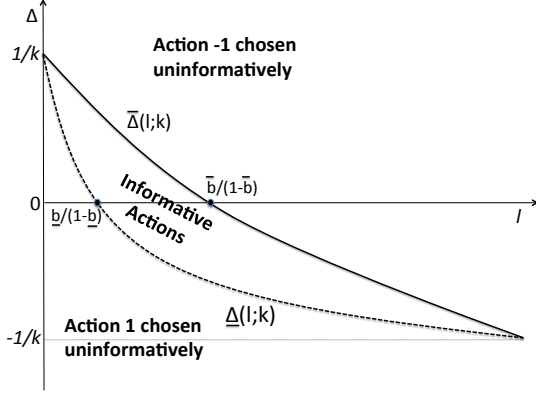 Δ
Action -1 chosen
uninformatively
1/k
Δ̅(l;k)
0
b̲/(1-b̲)
Informative
Actions
b̅/(1-b̅)
l
Action 1 chosen
uninformatively
Δ̲(l;k)
-1/k